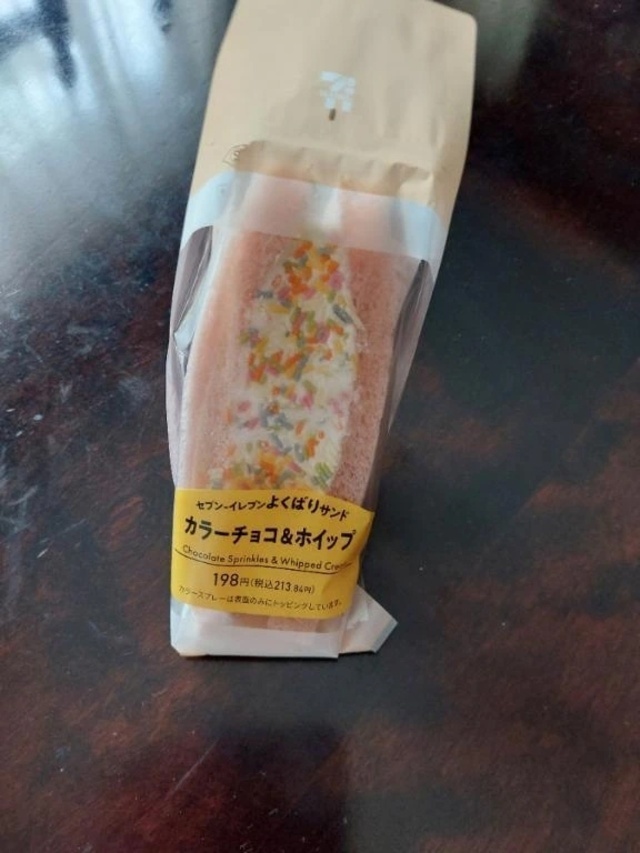 セブン-イレブンよくばりサンド
カラーチョコ&ホイップ
Chocolate Sprinkles & Whipped Cream
198円(税込213.84円)
カラースプレーは表面のみにトッピングしています。